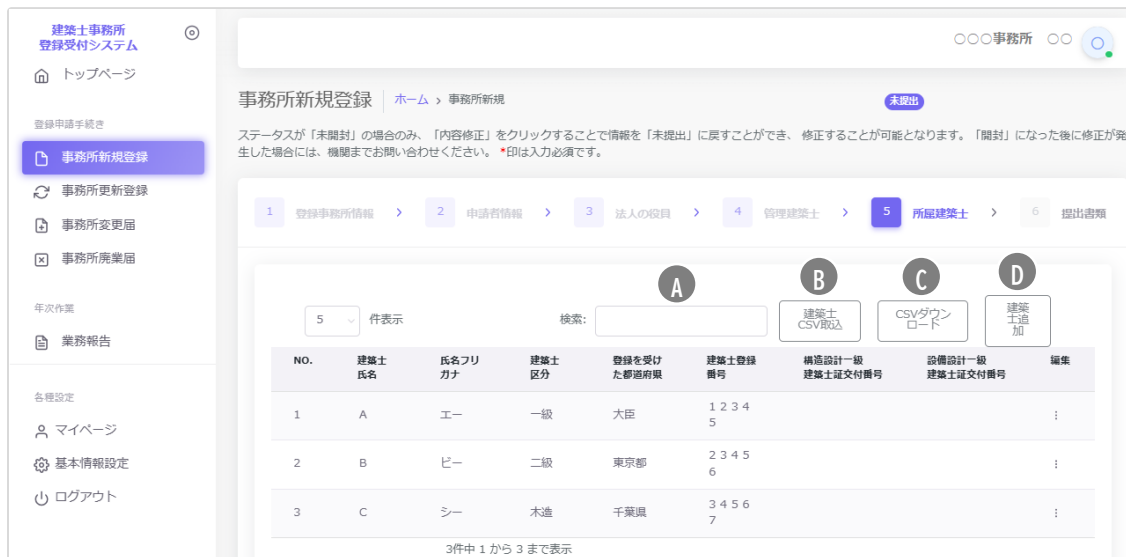 建築士事務所
登録受付システム
トップページ
登録申請手続き
事務所新規登録
事務所更新登録
事務所変更届
事務所廃業届
年次作業
業務報告
各種設定
マイページ
基本情報設定
ログアウト
○○○事務所 ○○ ○
事務所新規登録 ホーム › 事務所新規 未提出
ステータスが「未開封」の場合のみ、「内容修正」をクリックすることで情報を「未提出」に戻すことができ、 修正することが可能となります。「開封」になった後に修正が発
生した場合には、機関までお問い合わせください。 *印は入力必須です。
1 登録事務所情報 › 2 申請者情報 › 3 法人の役員 › 4 管理建築士 › 5 所属建築士 › 6 提出書類
A B C D
5 件表示 検索: 建築士 CSV取込 CSVダウンロード 建築士追加
NO. 建築士氏名 氏名フリガナ 建築士区分 登録を受けた都道府県 建築士登録番号 構造設計一級建築士証交付番号 設備設計一級建築士証交付番号 編集
1 A エー 一級 大臣 12345
2 B ビー 二級 東京都 23456
3 C シー 木造 千葉県 34567
3件中 1 から 3 まで表示